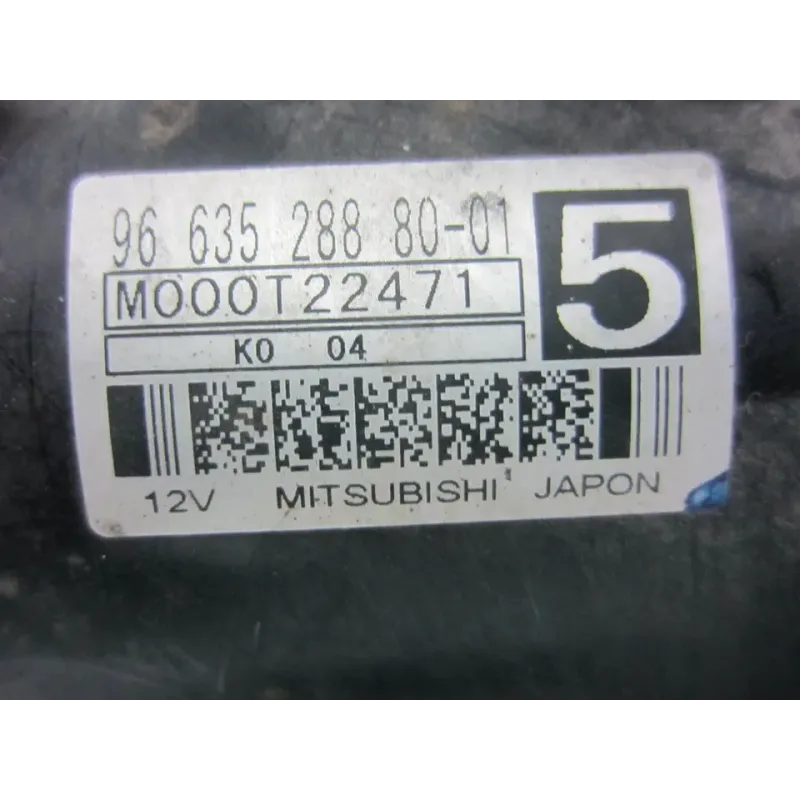 96 635 288 80-01
5
M000T22471
K0 04
12V MITSUBISHI JAPON